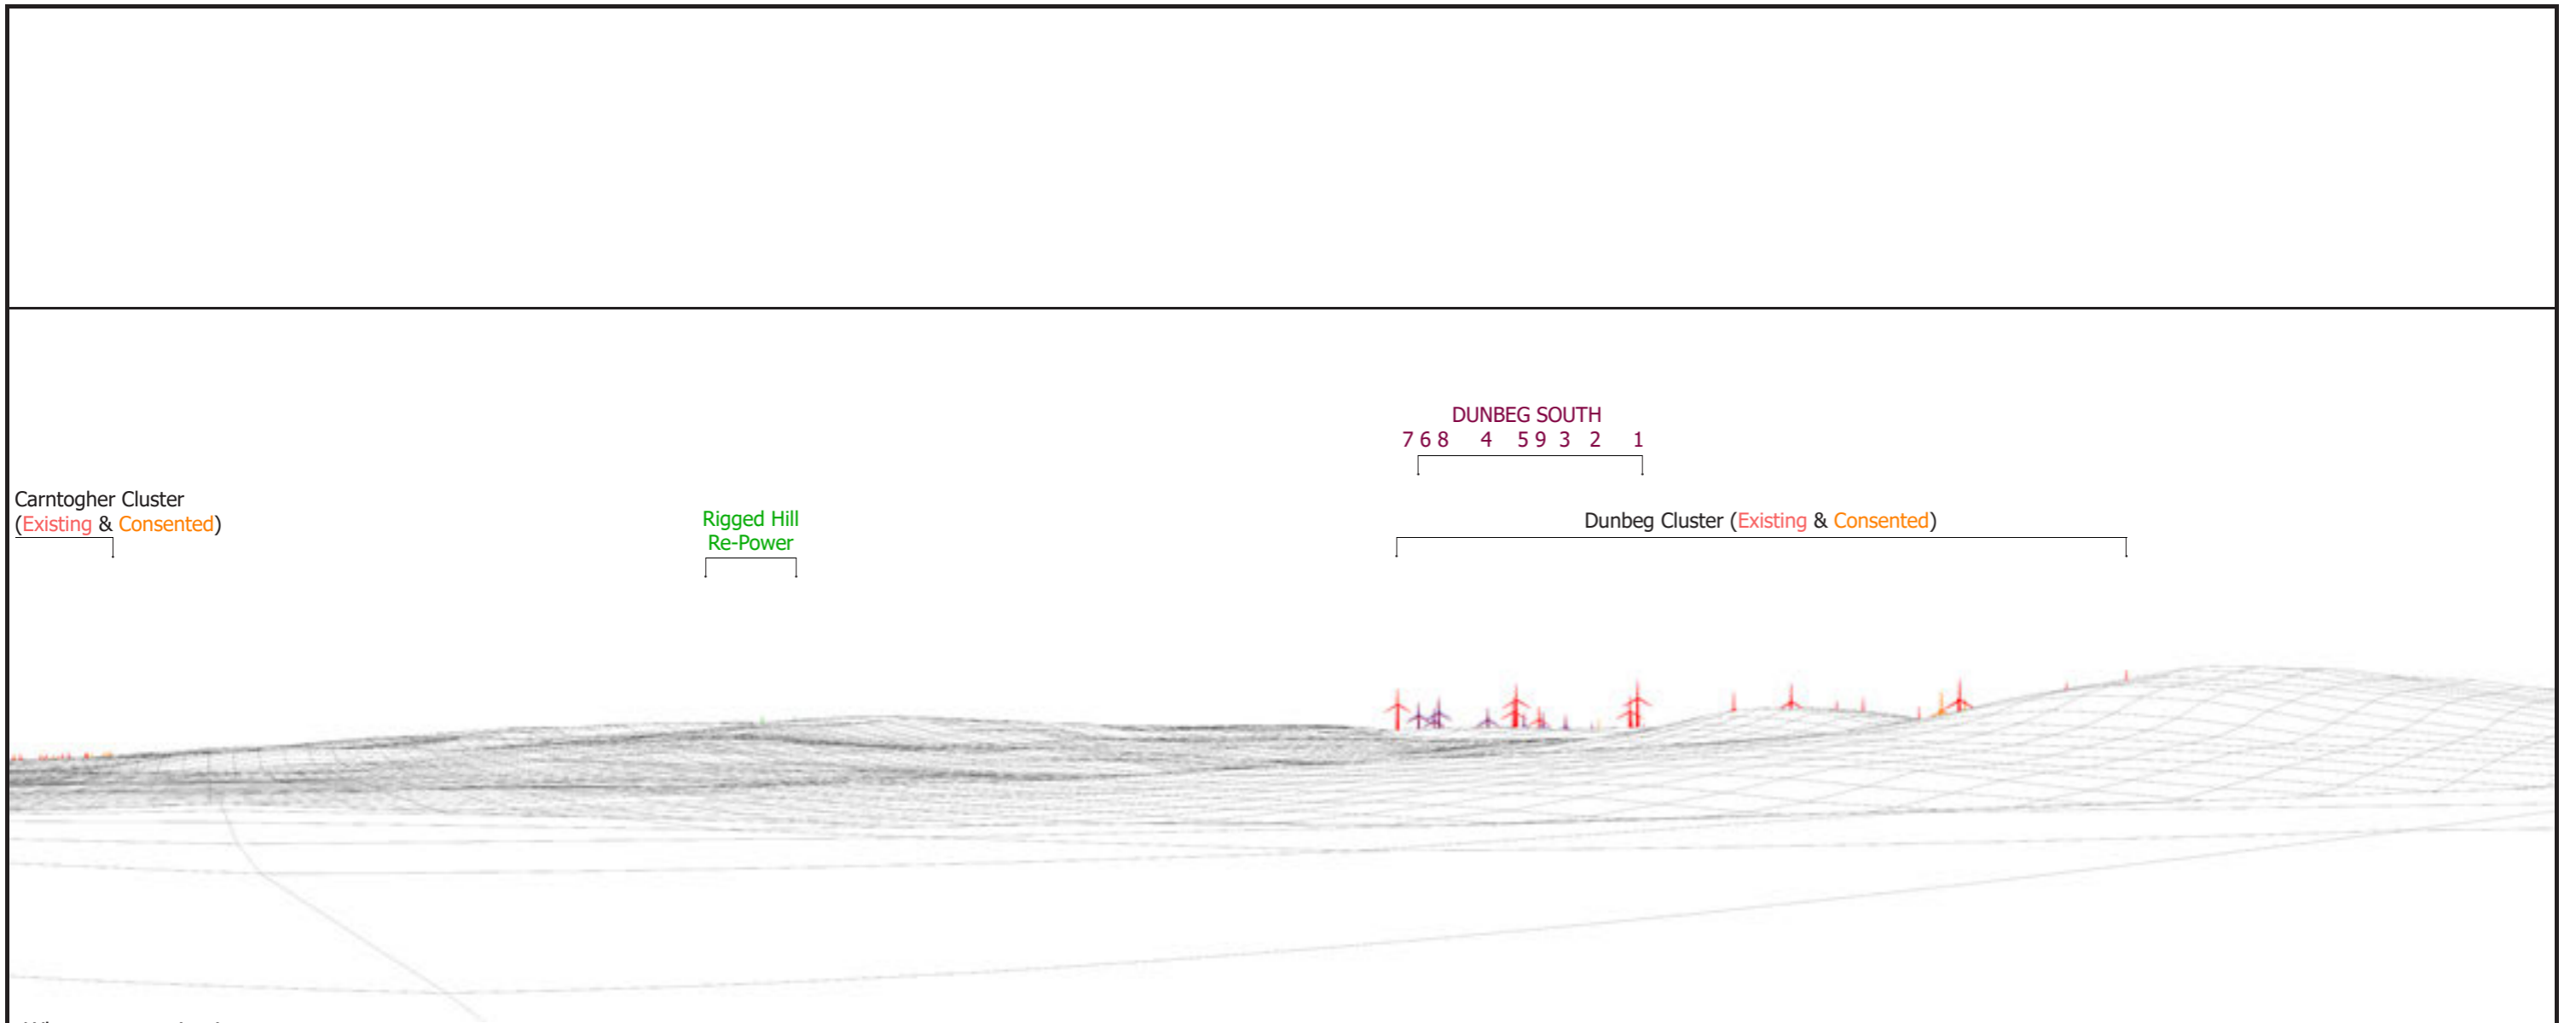 DUNBEG SOUTH
7 6 8 4 5 9 3 2 1
Carntogher Cluster
(Existing & Consented)
Rigged Hill
Re-Power
Dunbeg Cluster (Existing & Consented)